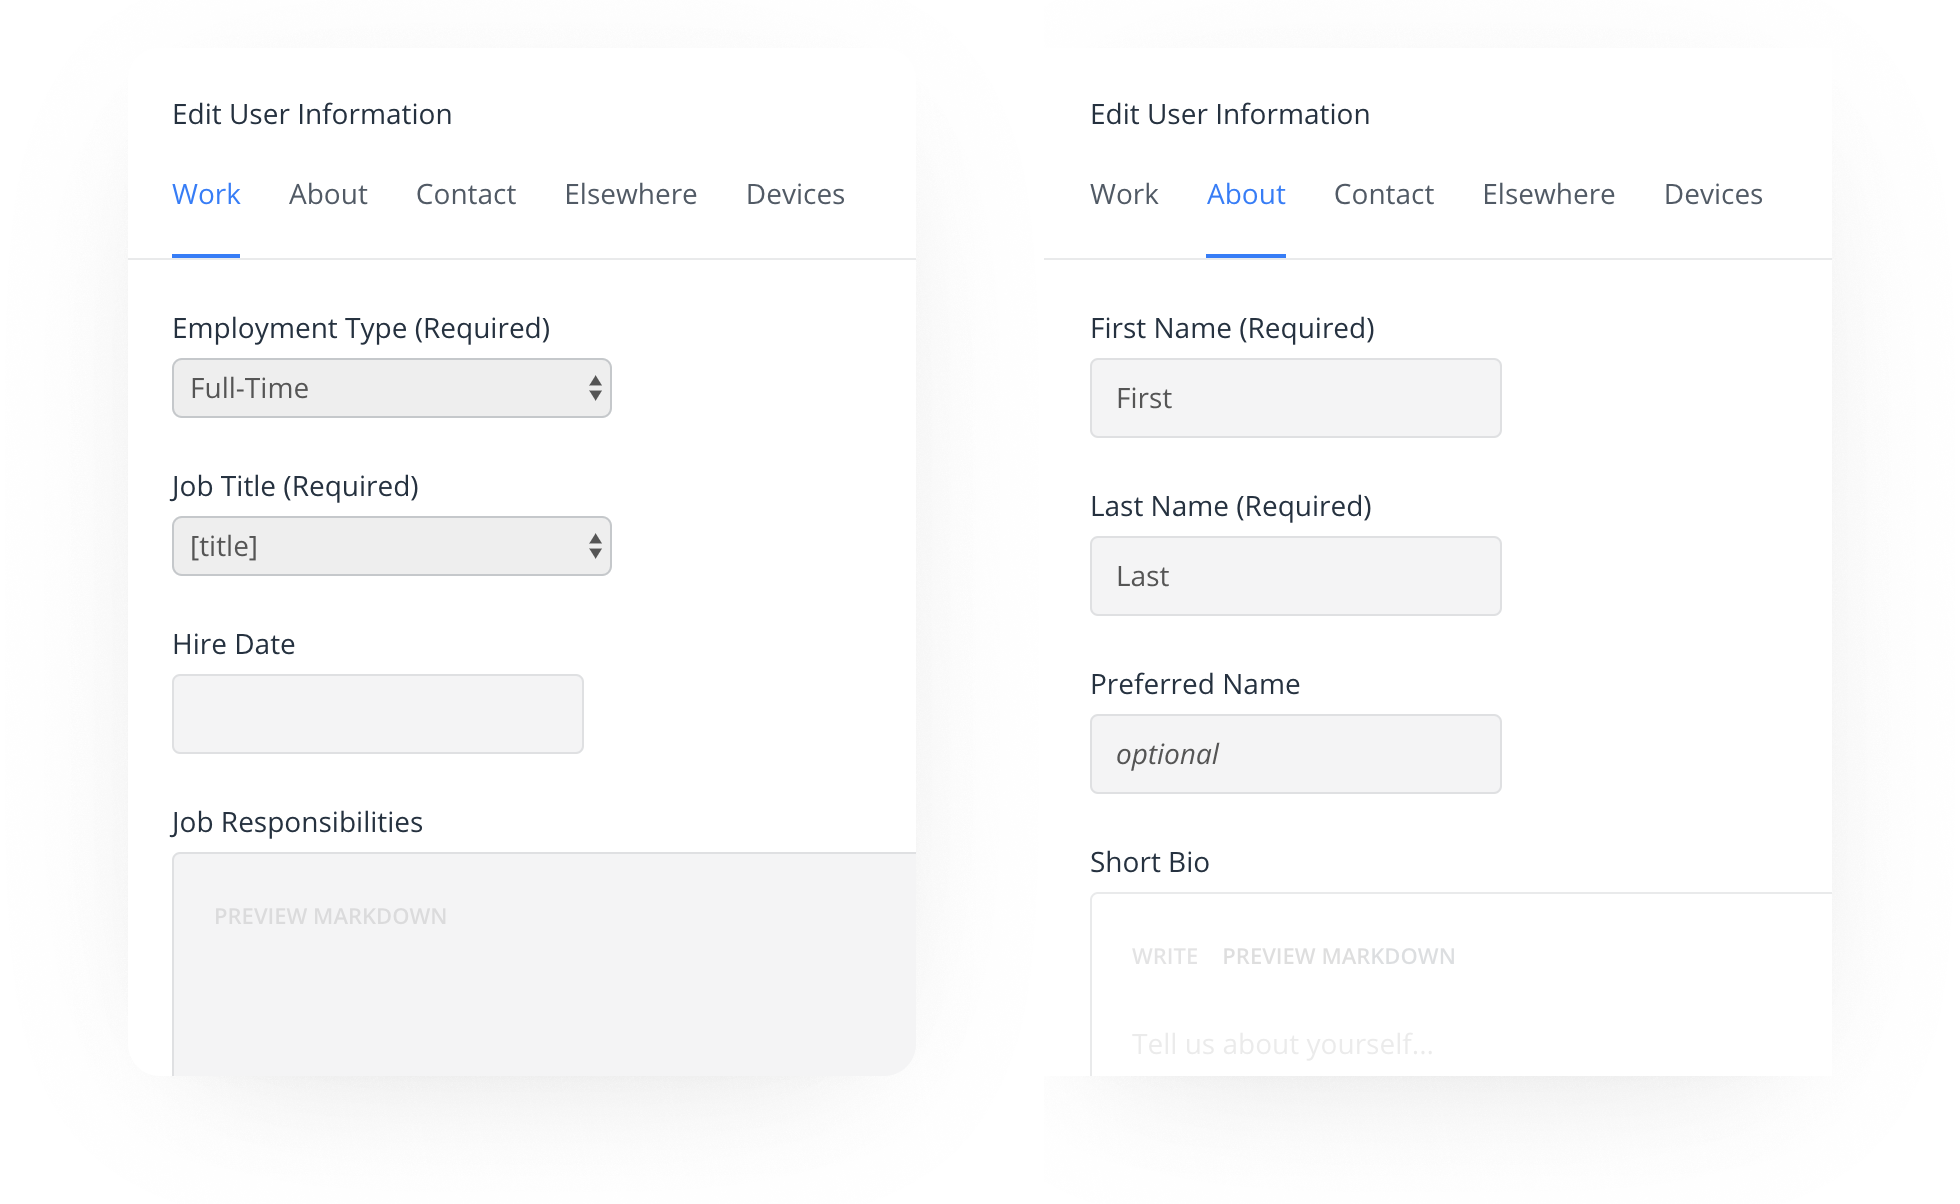 Edit User Information
Work About Contact Elsewhere Devices
Employment Type (Required)
Full-Time
Job Title (Required)
[title]
Hire Date
Job Responsibilities
PREVIEW MARKDOWN
Edit User Information
Work About Contact Elsewhere Devices
First Name (Required)
First
Last Name (Required)
Last
Preferred Name
optional
Short Bio
WRITE PREVIEW MARKDOWN
Tell us about yourself...